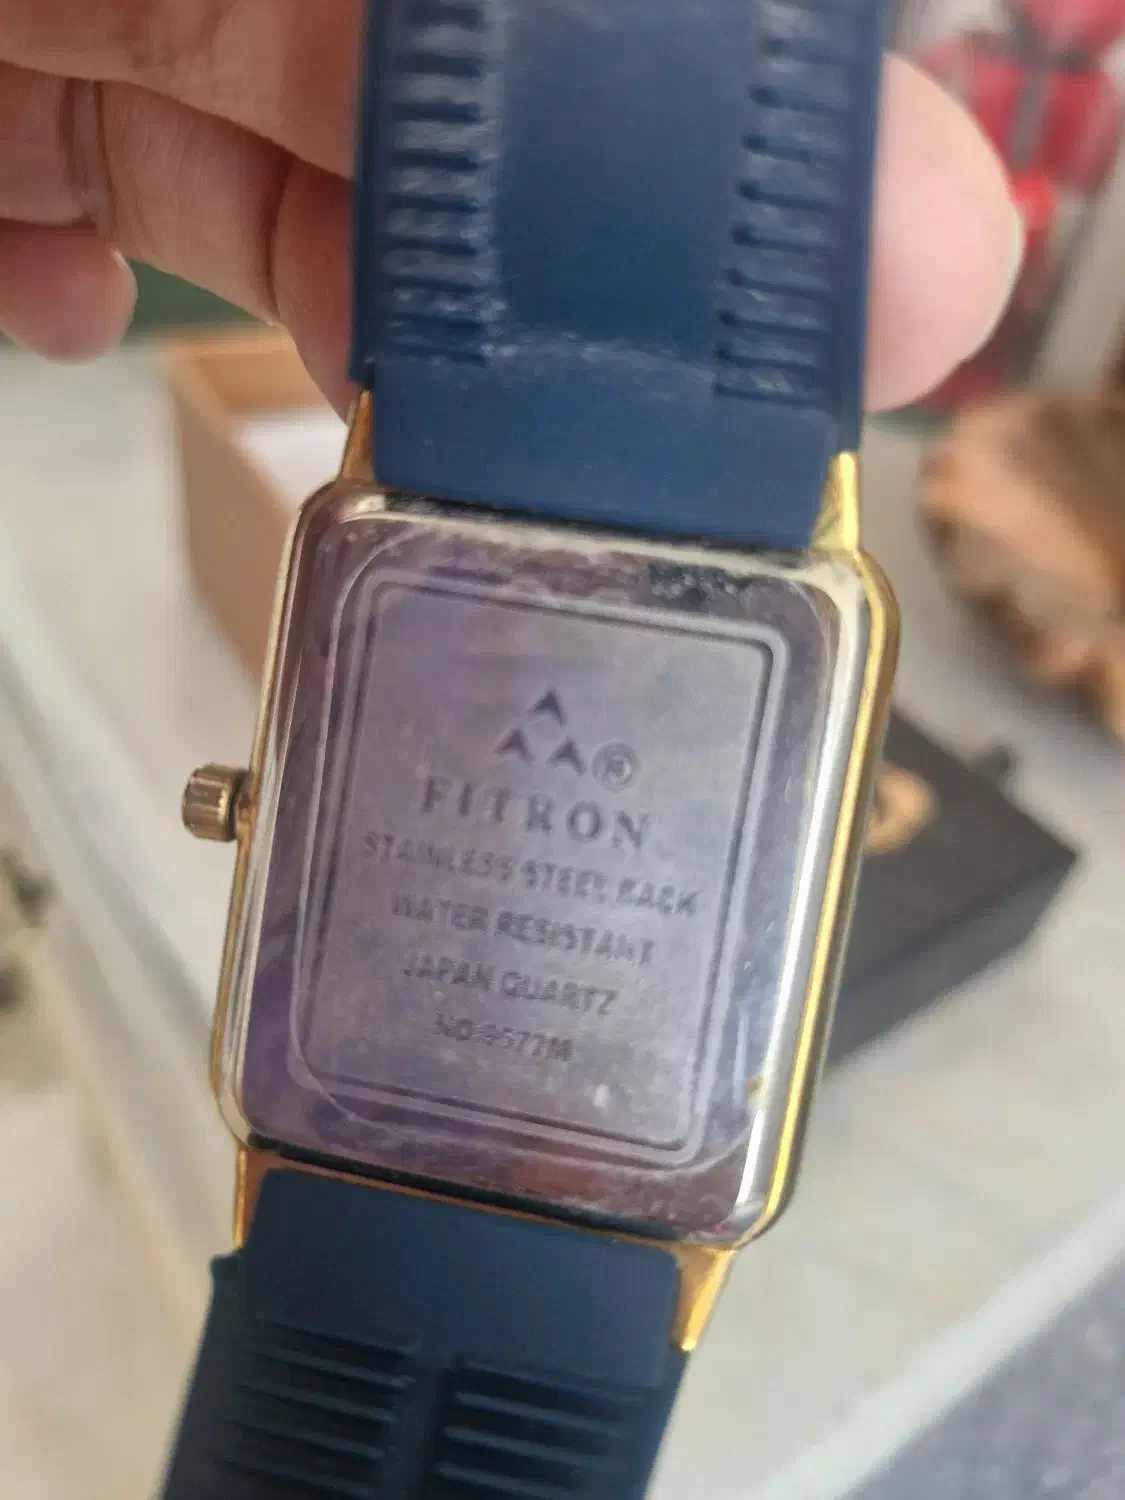 ®
FITRON
STAINLESS STEEL BACK
WATER RESISTANT
JAPAN QUARTZ